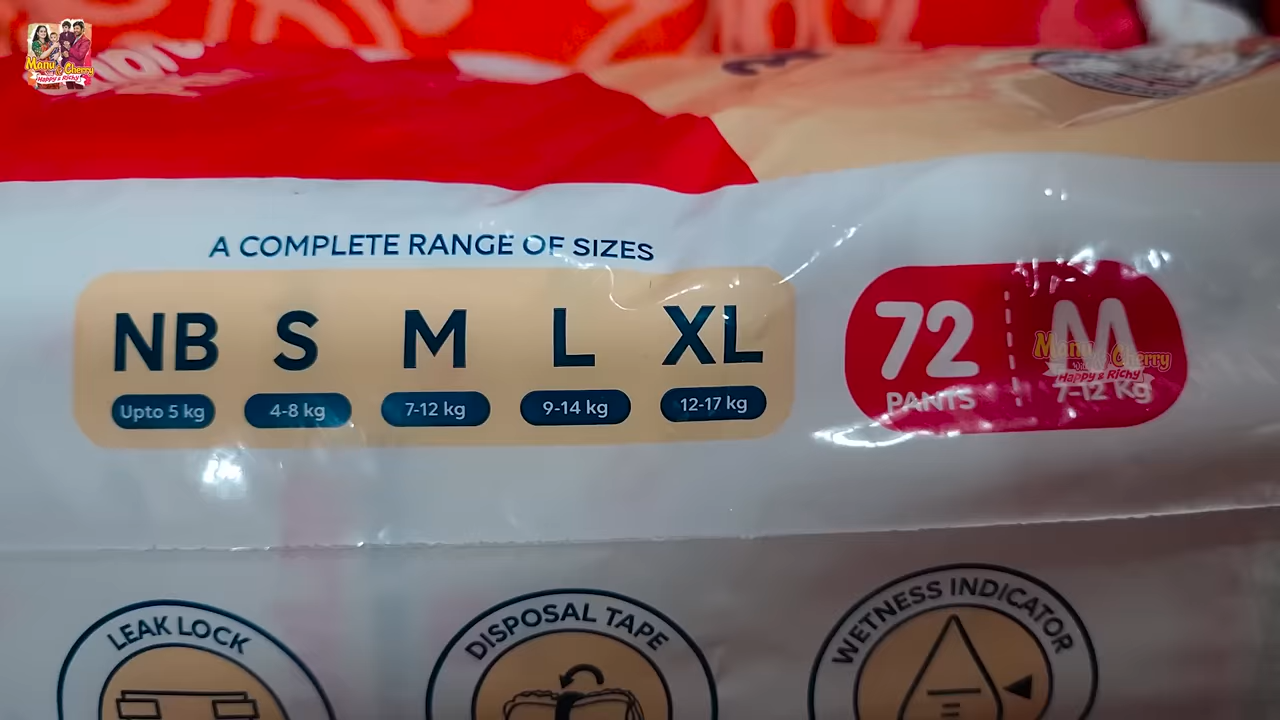 Manu
& Cherry
Happy & Richy
A COMPLETE RANGE OF SIZES
NB S M L XL
Upto 5 kg 4-8 kg 7-12 kg 9-14 kg 12-17 kg
72 M
PANTS 7-12 Kg
Manu
& Cherry
Happy & Richy
LEAK LOCK
DISPOSAL TAPE
WETNESS INDICATOR